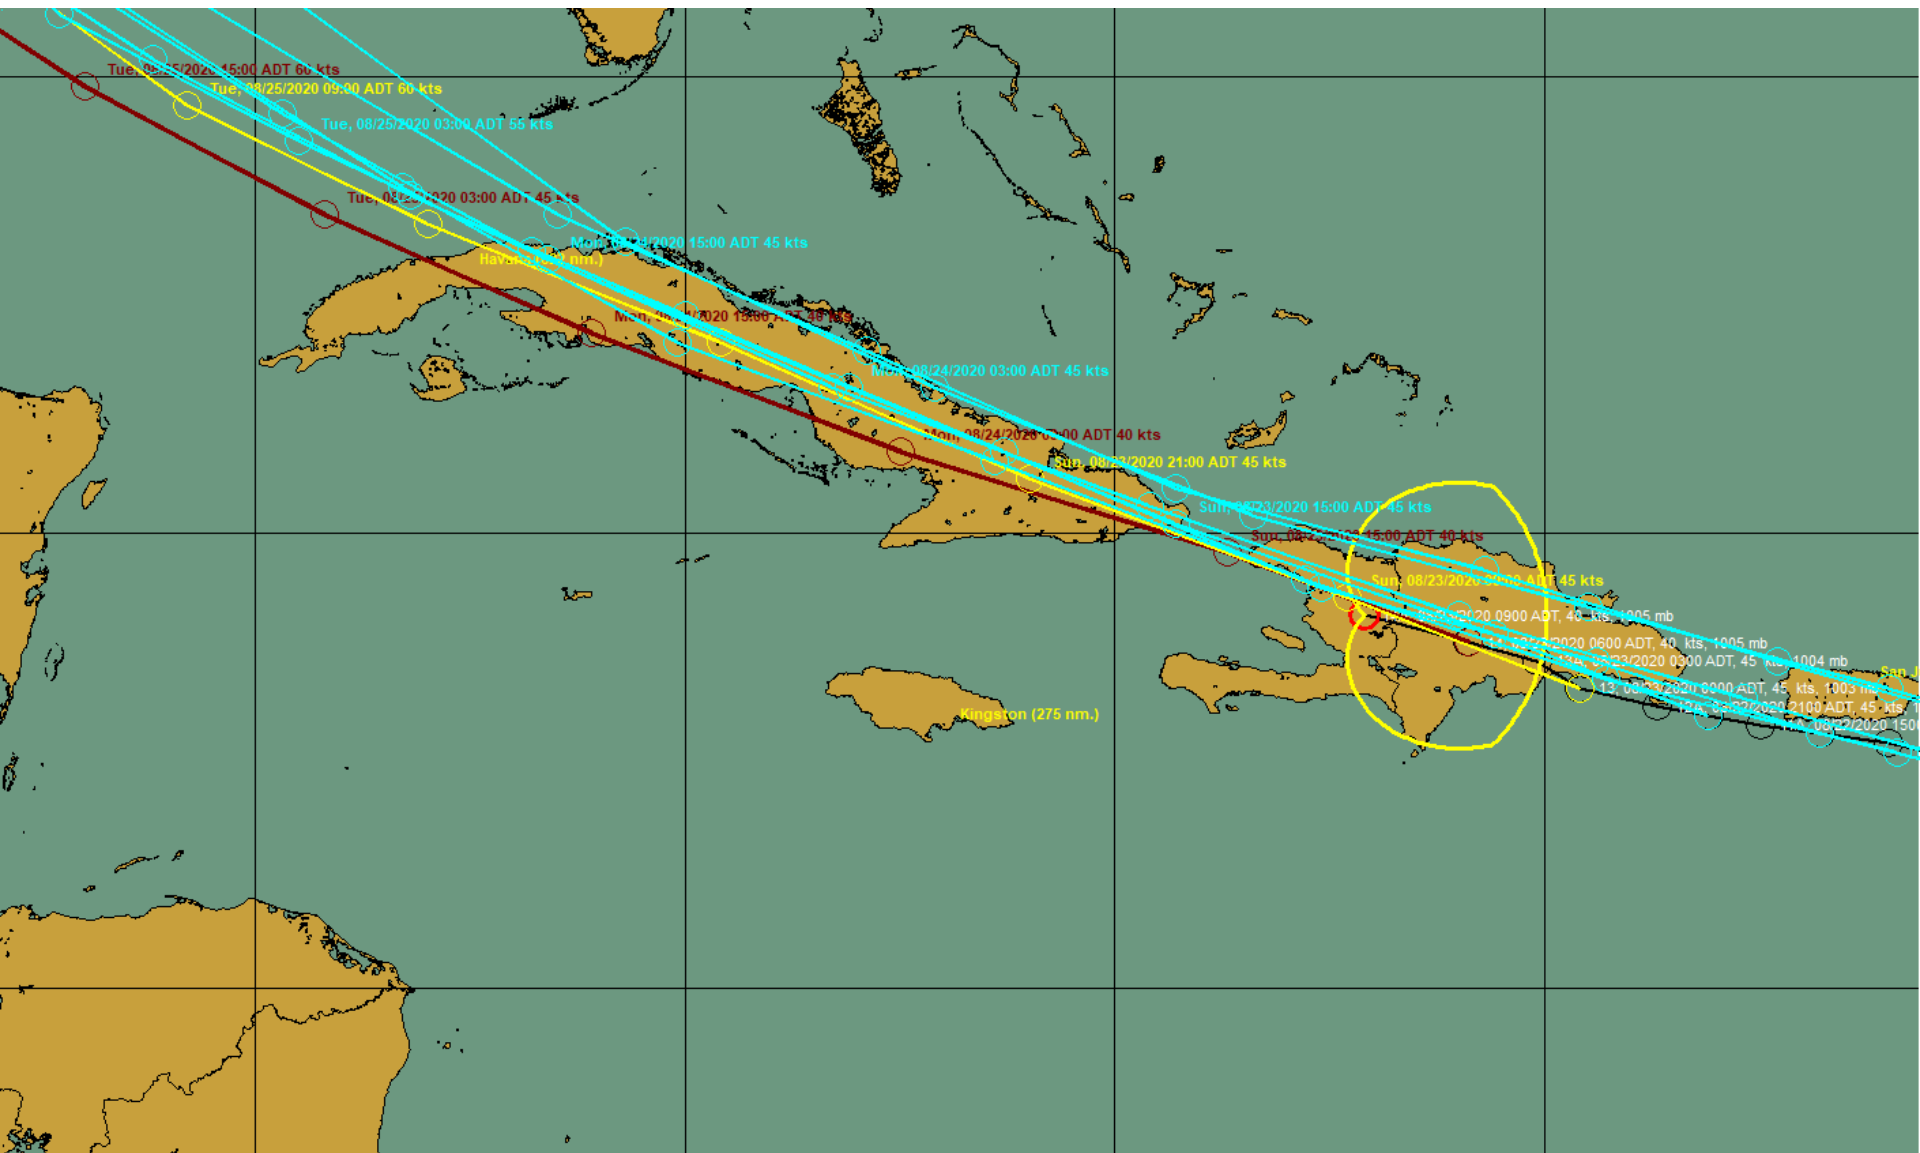 Tue, 08/25/2020 15:00 ADT 60 kts
Tue, 08/25/2020 09:00 ADT 60 kts
Tue, 08/25/2020 03:00 ADT 55 kts
Tue, 08/25/2020 03:00 ADT 45 kts
Mon, 08/24/2020 15:00 ADT 45 kts
Havana nm.)
Mon, 08/24/2020 15:00 ADT 40 kts
Mon, 08/24/2020 03:00 ADT 45 kts
Mon, 08/24/2020 03:00 ADT 40 kts
Sun, 08/23/2020 21:00 ADT 45 kts
Sun, 08/23/2020 15:00 ADT 45 kts
Sun, 08/23/2020 15:00 ADT 40 kts
Sun, 08/23/2020 09:00 ADT 45 kts
08/23/2020 0900 ADT, 40 kts, 1005 mb
14, 08/23/2020 0600 ADT, 40 kts, 1005 mb
13A, 08/23/2020 0300 ADT, 45 kts, 1004 mb
San J
13, 08/23/2020 0000 ADT, 45 kts, 1003 mb
12A, 08/22/2020 2100 ADT, 45 kts, 1
Kingston (275 nm.)
08/22/2020 150